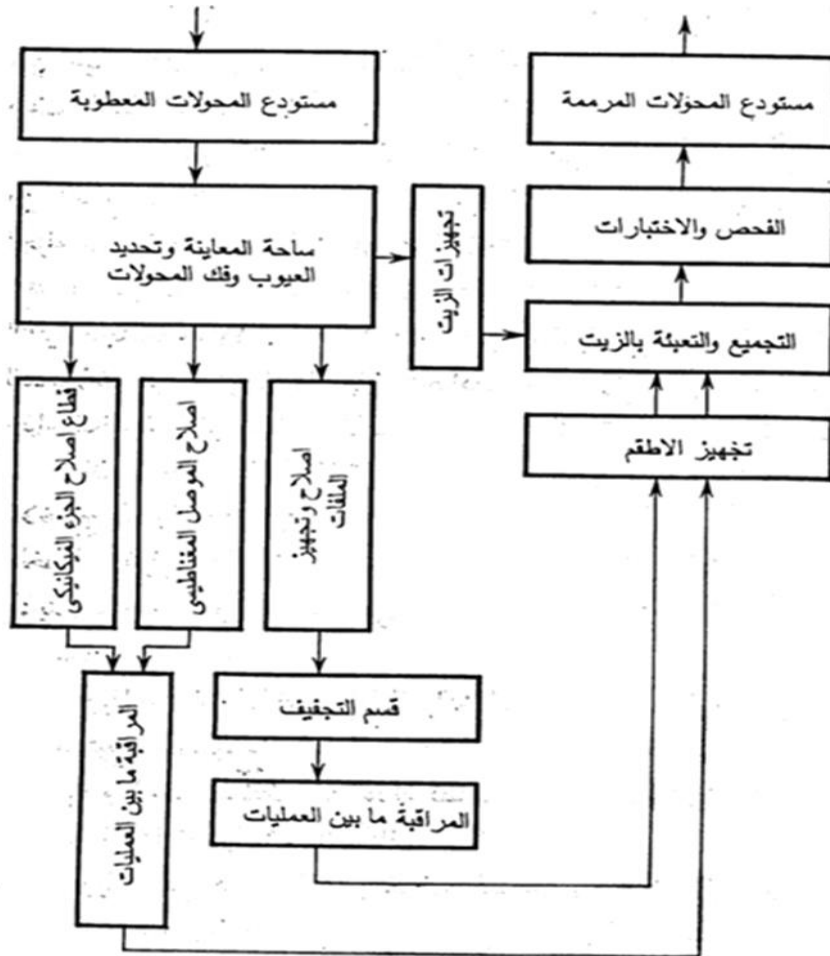 مستودع المحولات المعطوبة
مستودع المحولات المرممة
ساحة المعاينة وتحديد
العيوب وفك المحولات
تجهيزات الزيت
الفحص والاختبارات
التجميع والتعبئة بالزيت
تجهيز الاطقم
قطاع اصلاح الجزء الميكانيكى
اصلاح الموصل المغناطيسى
اصلاح وتجهيز
الملفات
قسم التجفيف
المراقبة ما بين العمليات
المراقبة ما بين العمليات